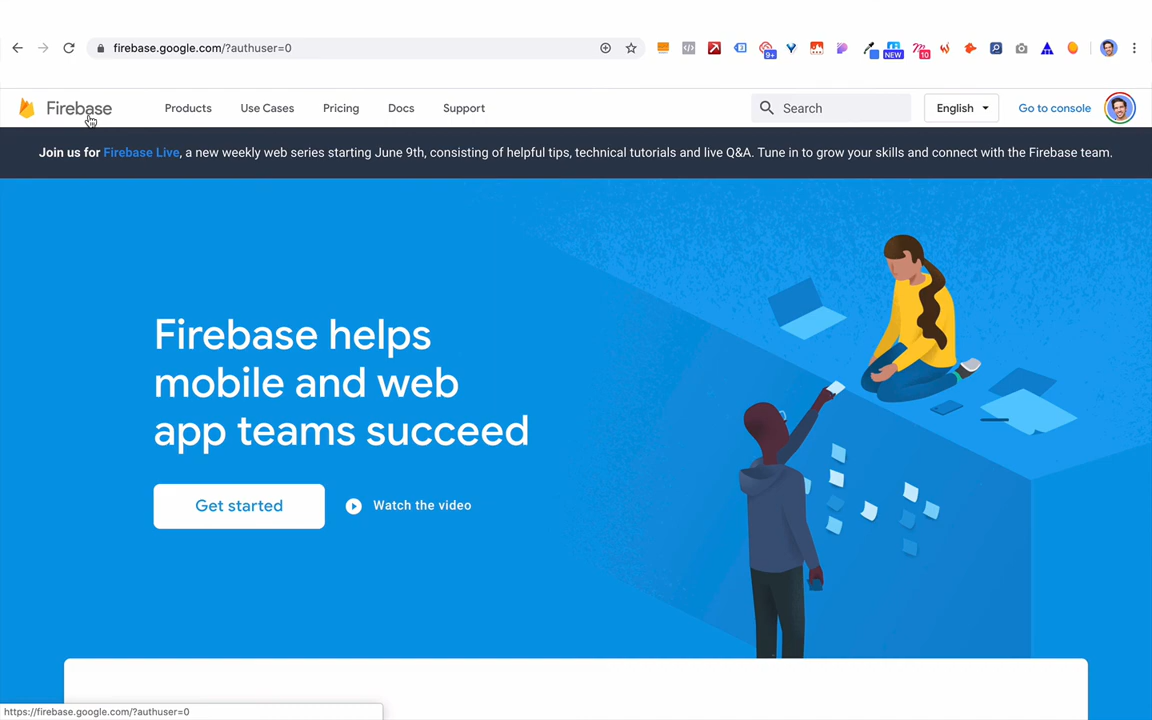 firebase.google.com/?authuser=0
9+
NEW
10
Firebase
Products
Use Cases
Pricing
Docs
Support
Search
English
Go to console
Join us for Firebase Live, a new weekly web series starting June 9th, consisting of helpful tips, technical tutorials and live Q&A. Tune in to grow your skills and connect with the Firebase team.
Firebase helps
mobile and web
app teams succeed
Get started
Watch the video
https://firebase.google.com/?authuser=0